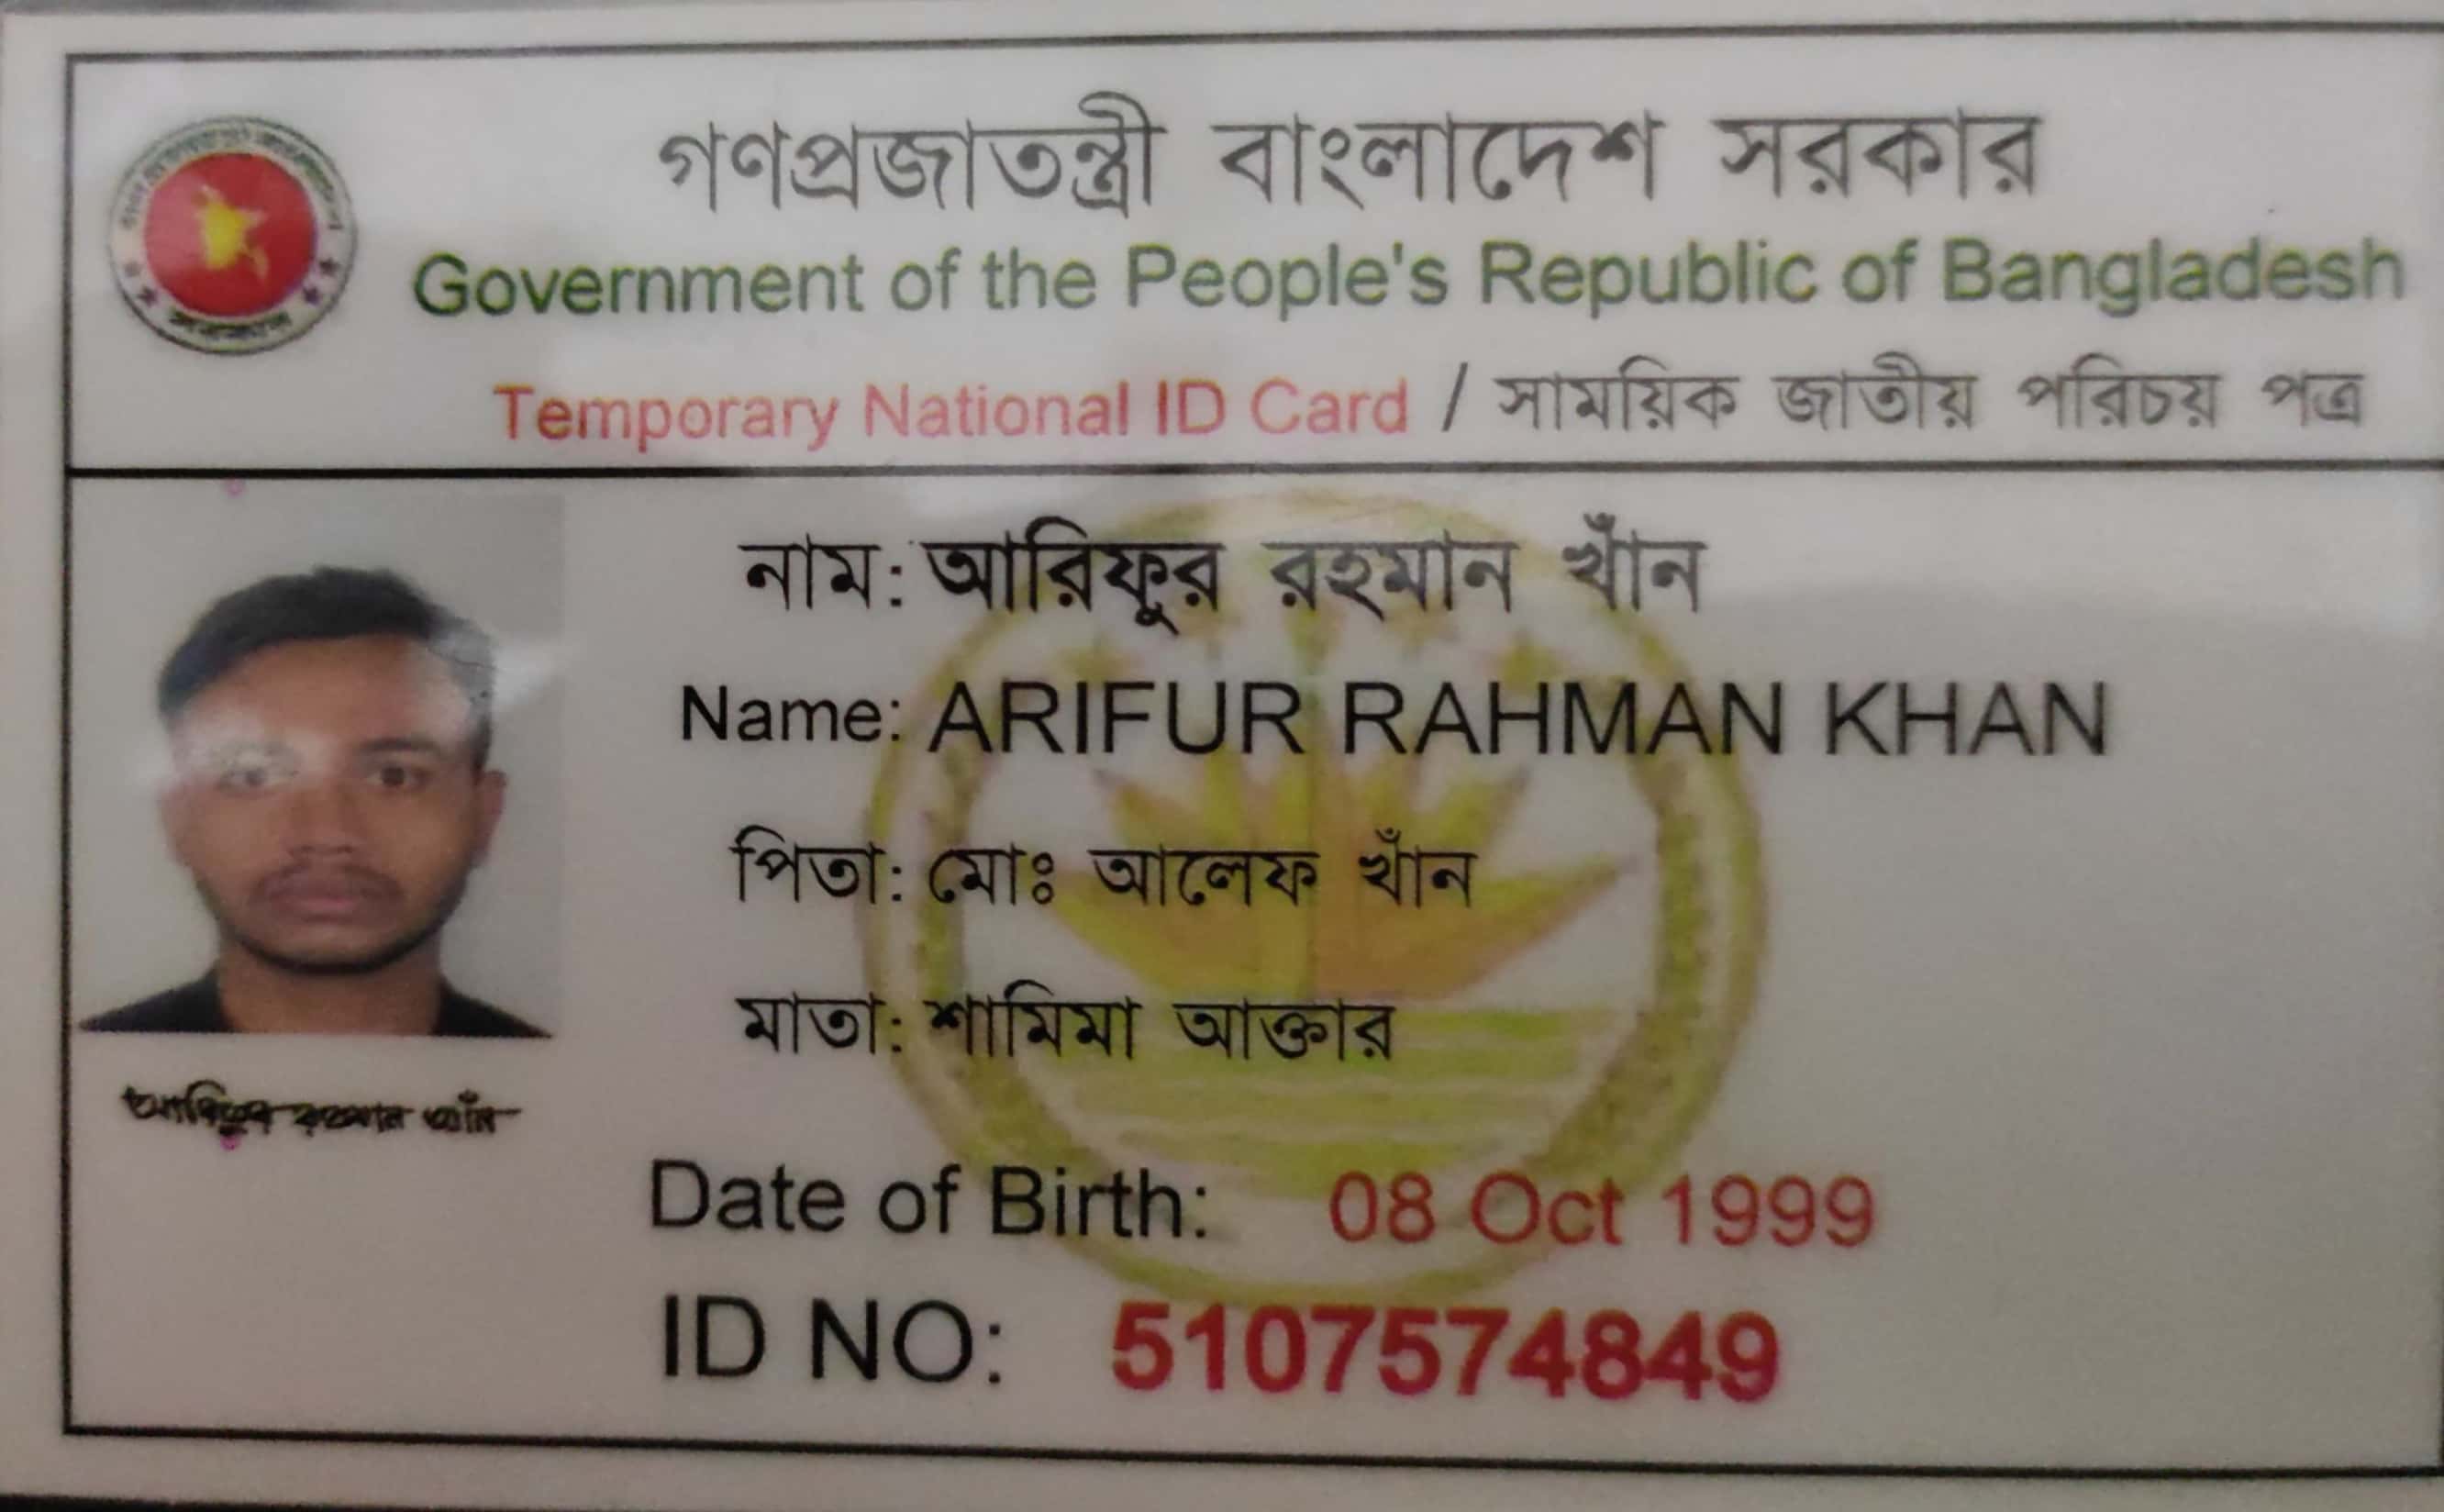 গণপ্রজাতন্ত্রী বাংলাদেশ সরকার
Government of the People's Republic of Bangladesh
Temporary National ID Card / সাময়িক জাতীয় পরিচয় পত্র
নাম: আরিফুর রহমান খাঁন
Name: ARIFUR RAHMAN KHAN
পিতা: মোঃ আলেফ খাঁন
মাতা: শামিমা আক্তার
আরিফুর রহমান খাঁন
Date of Birth: 08 Oct 1999
ID NO: 5107574849